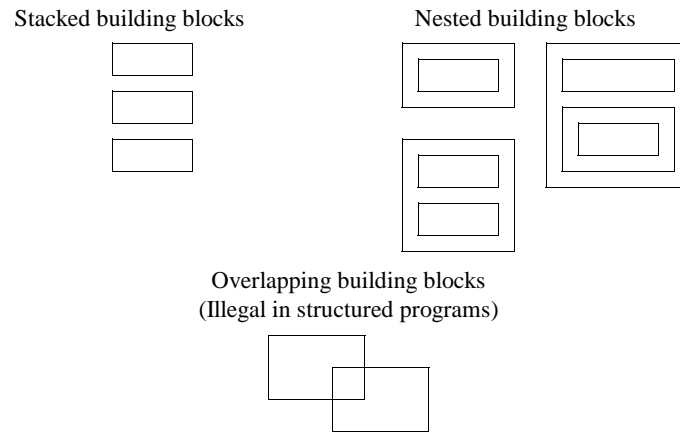 Stacked building blocks
Nested building blocks
Overlapping building blocks
(Illegal in structured programs)